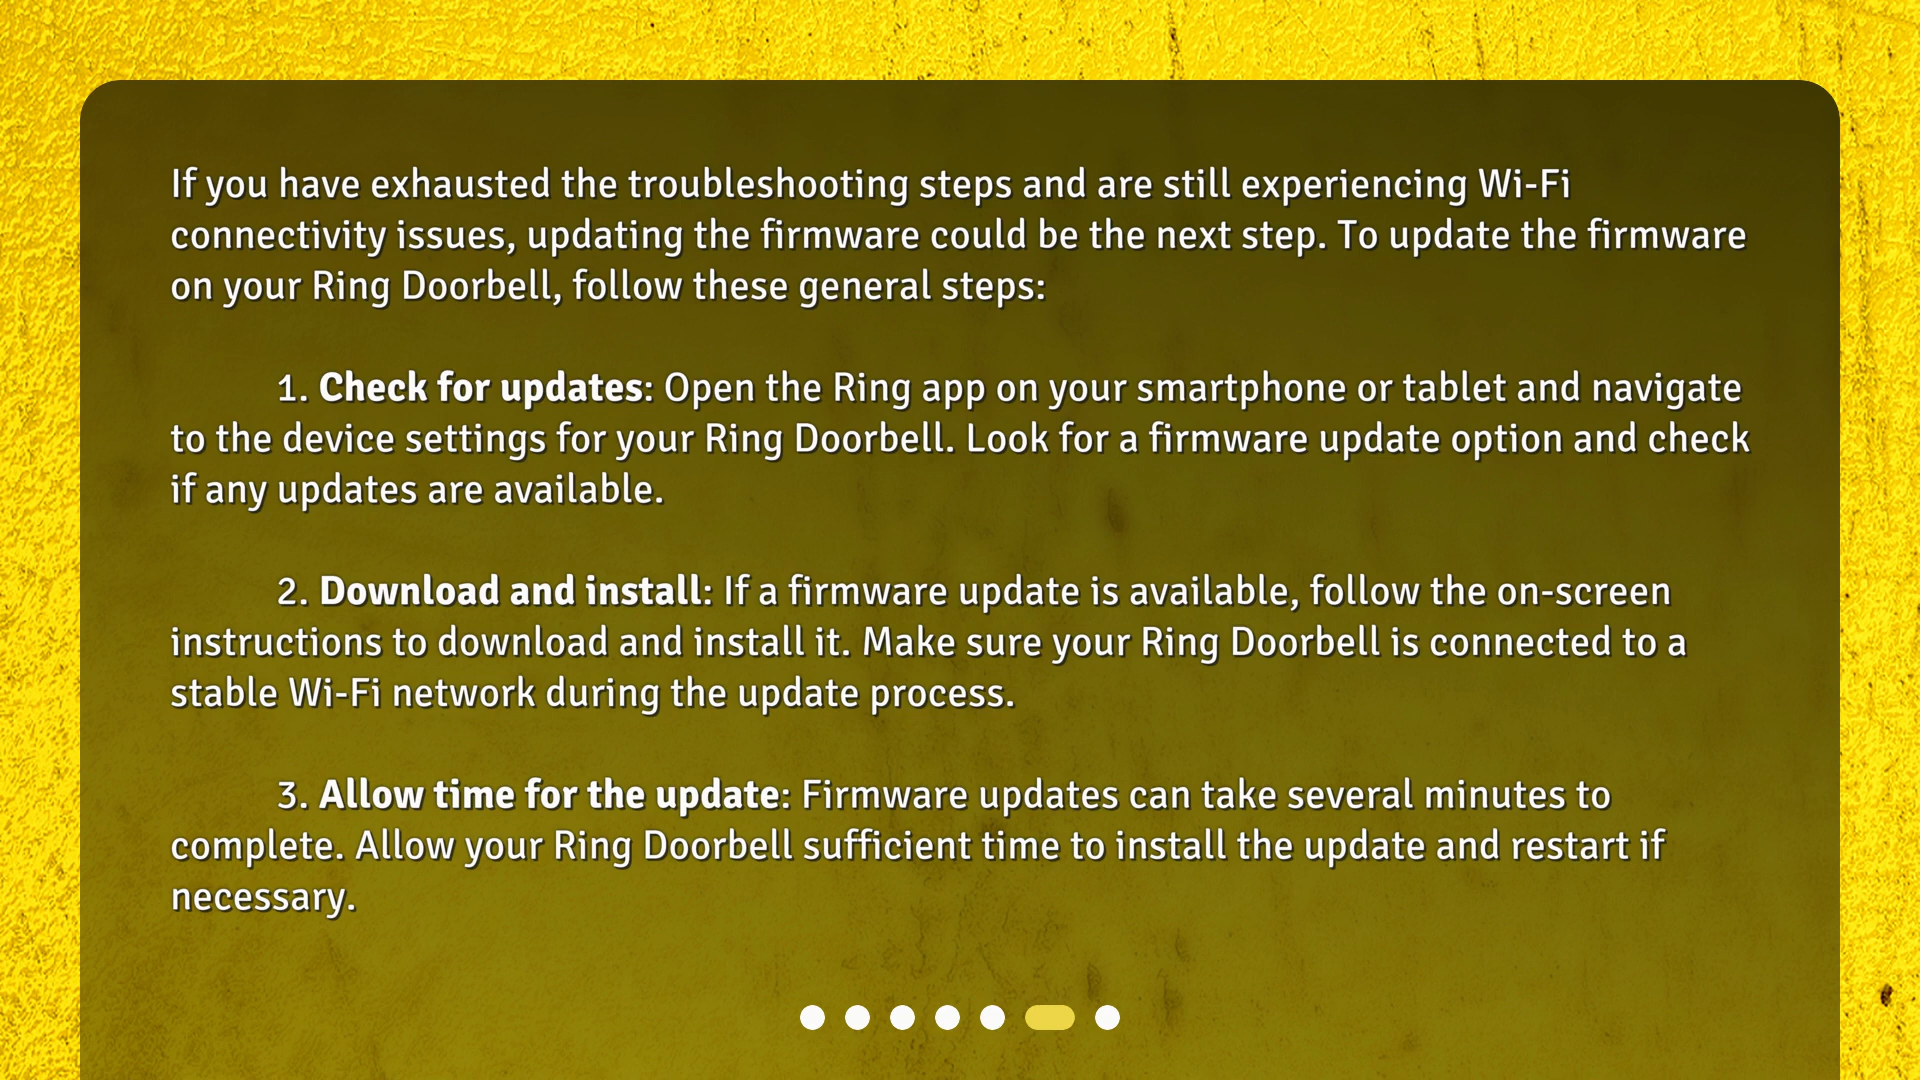 If you have exhausted the troubleshooting steps and are still experiencing Wi-Fi
connectivity issues, updating the firmware could be the next step. To update the firmware
on your Ring Doorbell, follow these general steps:
1. Check for updates: Open the Ring app on your smartphone or tablet and navigate
to the device settings for your Ring Doorbell. Look for a firmware update option and check
if any updates are available.
2. Download and install: If a firmware update is available, follow the on-screen
instructions to download and install it. Make sure your Ring Doorbell is connected to a
stable Wi-Fi network during the update process.
3. Allow time for the update: Firmware updates can take several minutes to
complete. Allow your Ring Doorbell sufficient time to install the update and restart if
necessary.